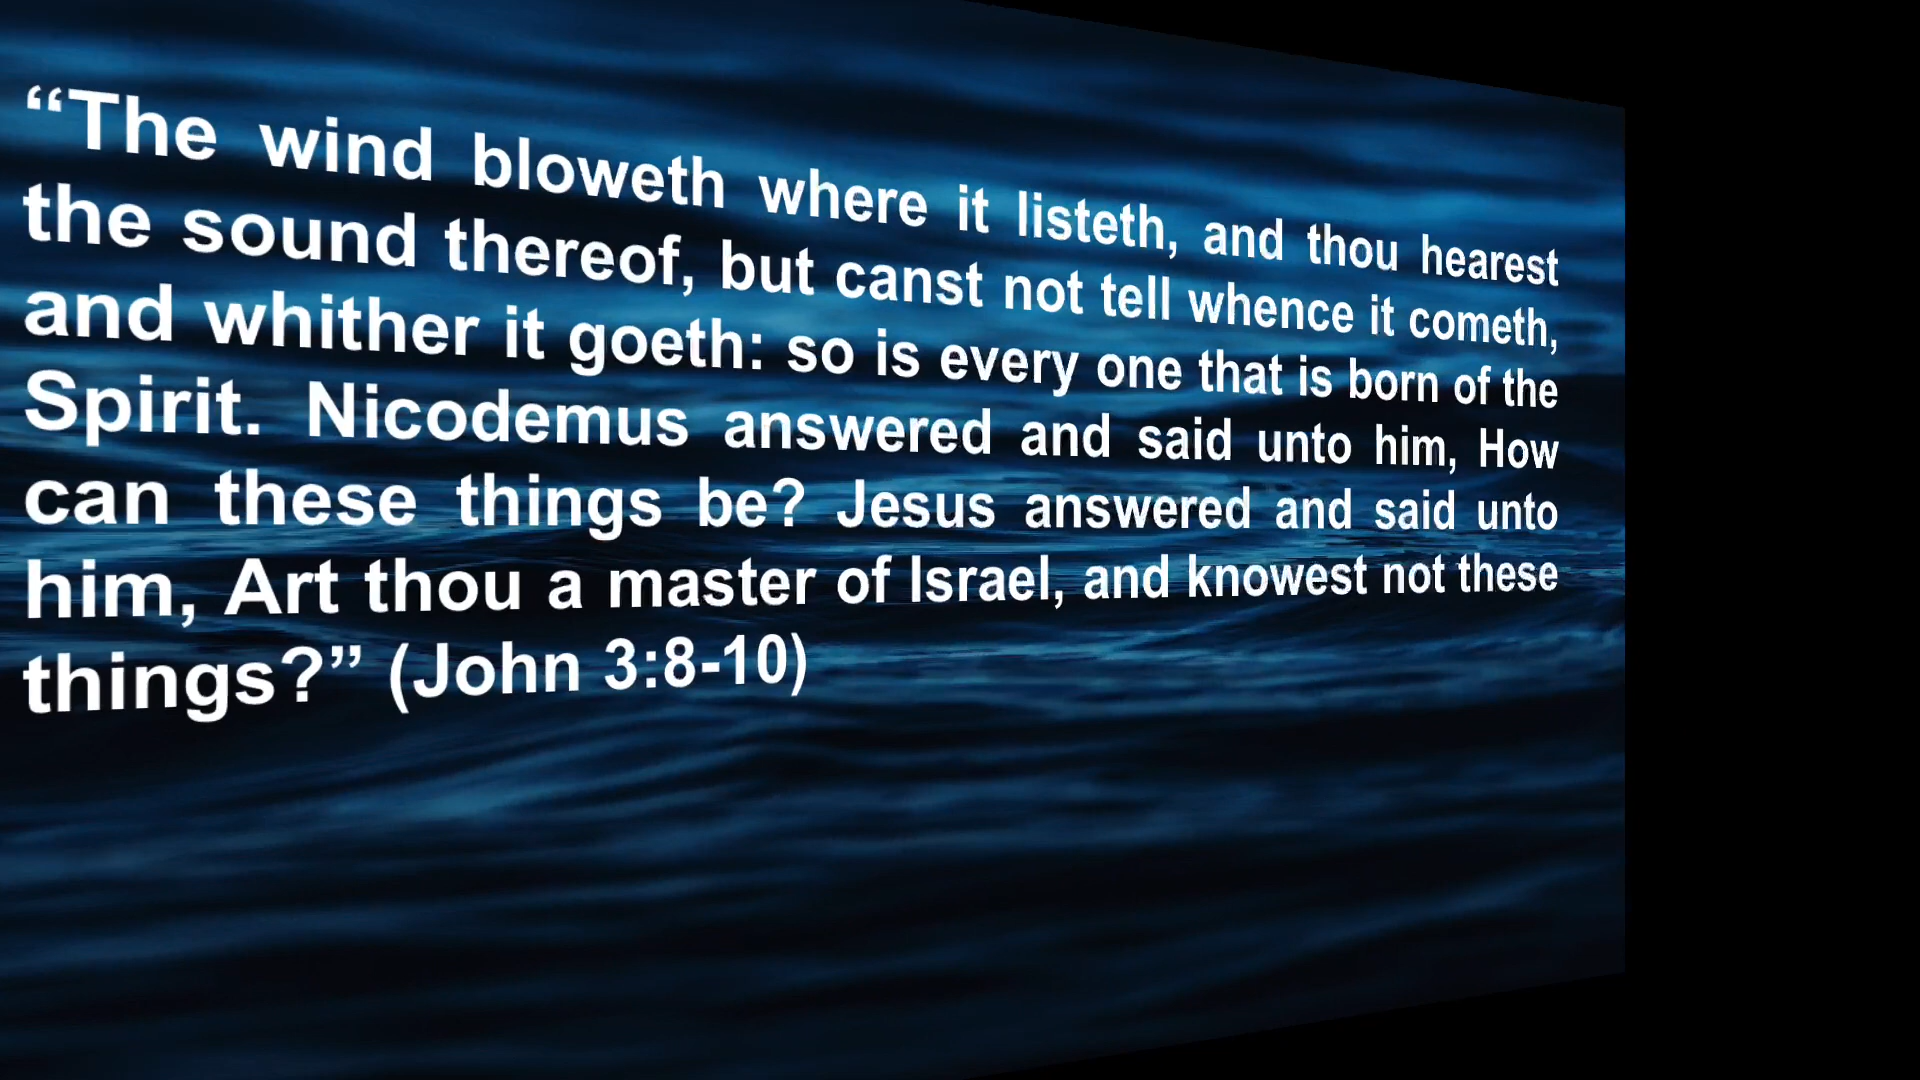 “The wind bloweth where it listeth, and thou hearest
the sound thereof, but canst not tell whence it cometh,
and whither it goeth: so is every one that is born of the
Spirit. Nicodemus answered and said unto him, How
can these things be? Jesus answered and said unto
him, Art thou a master of Israel, and knowest not these
things?” (John 3:8-10)